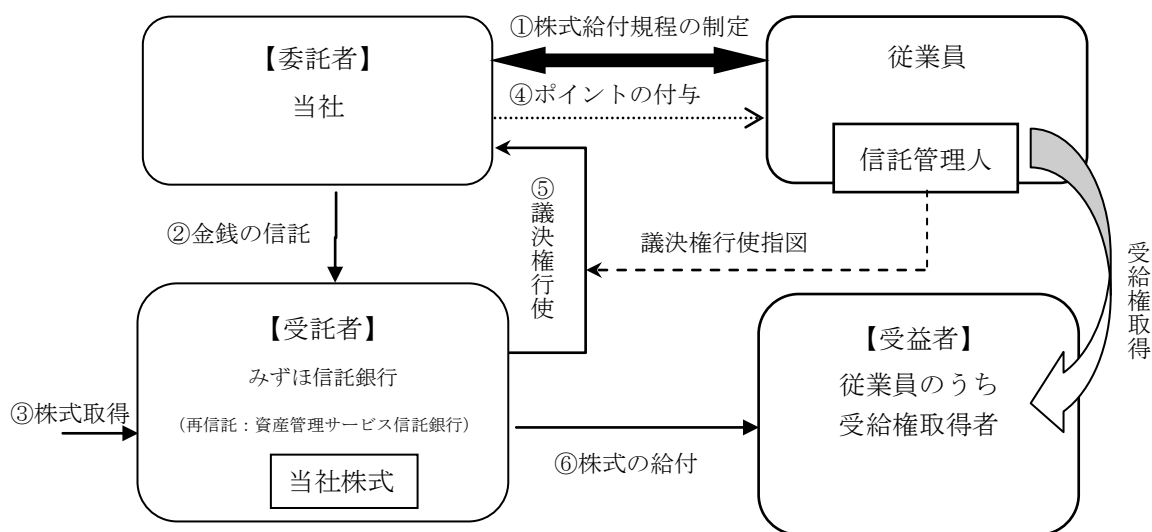 ①株式給付規程の制定
【委託者】
当社
従業員
④ポイントの付与
信託管理人
②金銭の信託
⑤議決権行使
議決権行使指図
受給権取得
【受託者】
みずほ信託銀行
(再信託：資産管理サービス信託銀行)
当社株式
③株式取得
【受益者】
従業員のうち
受給権取得者
⑥株式の給付